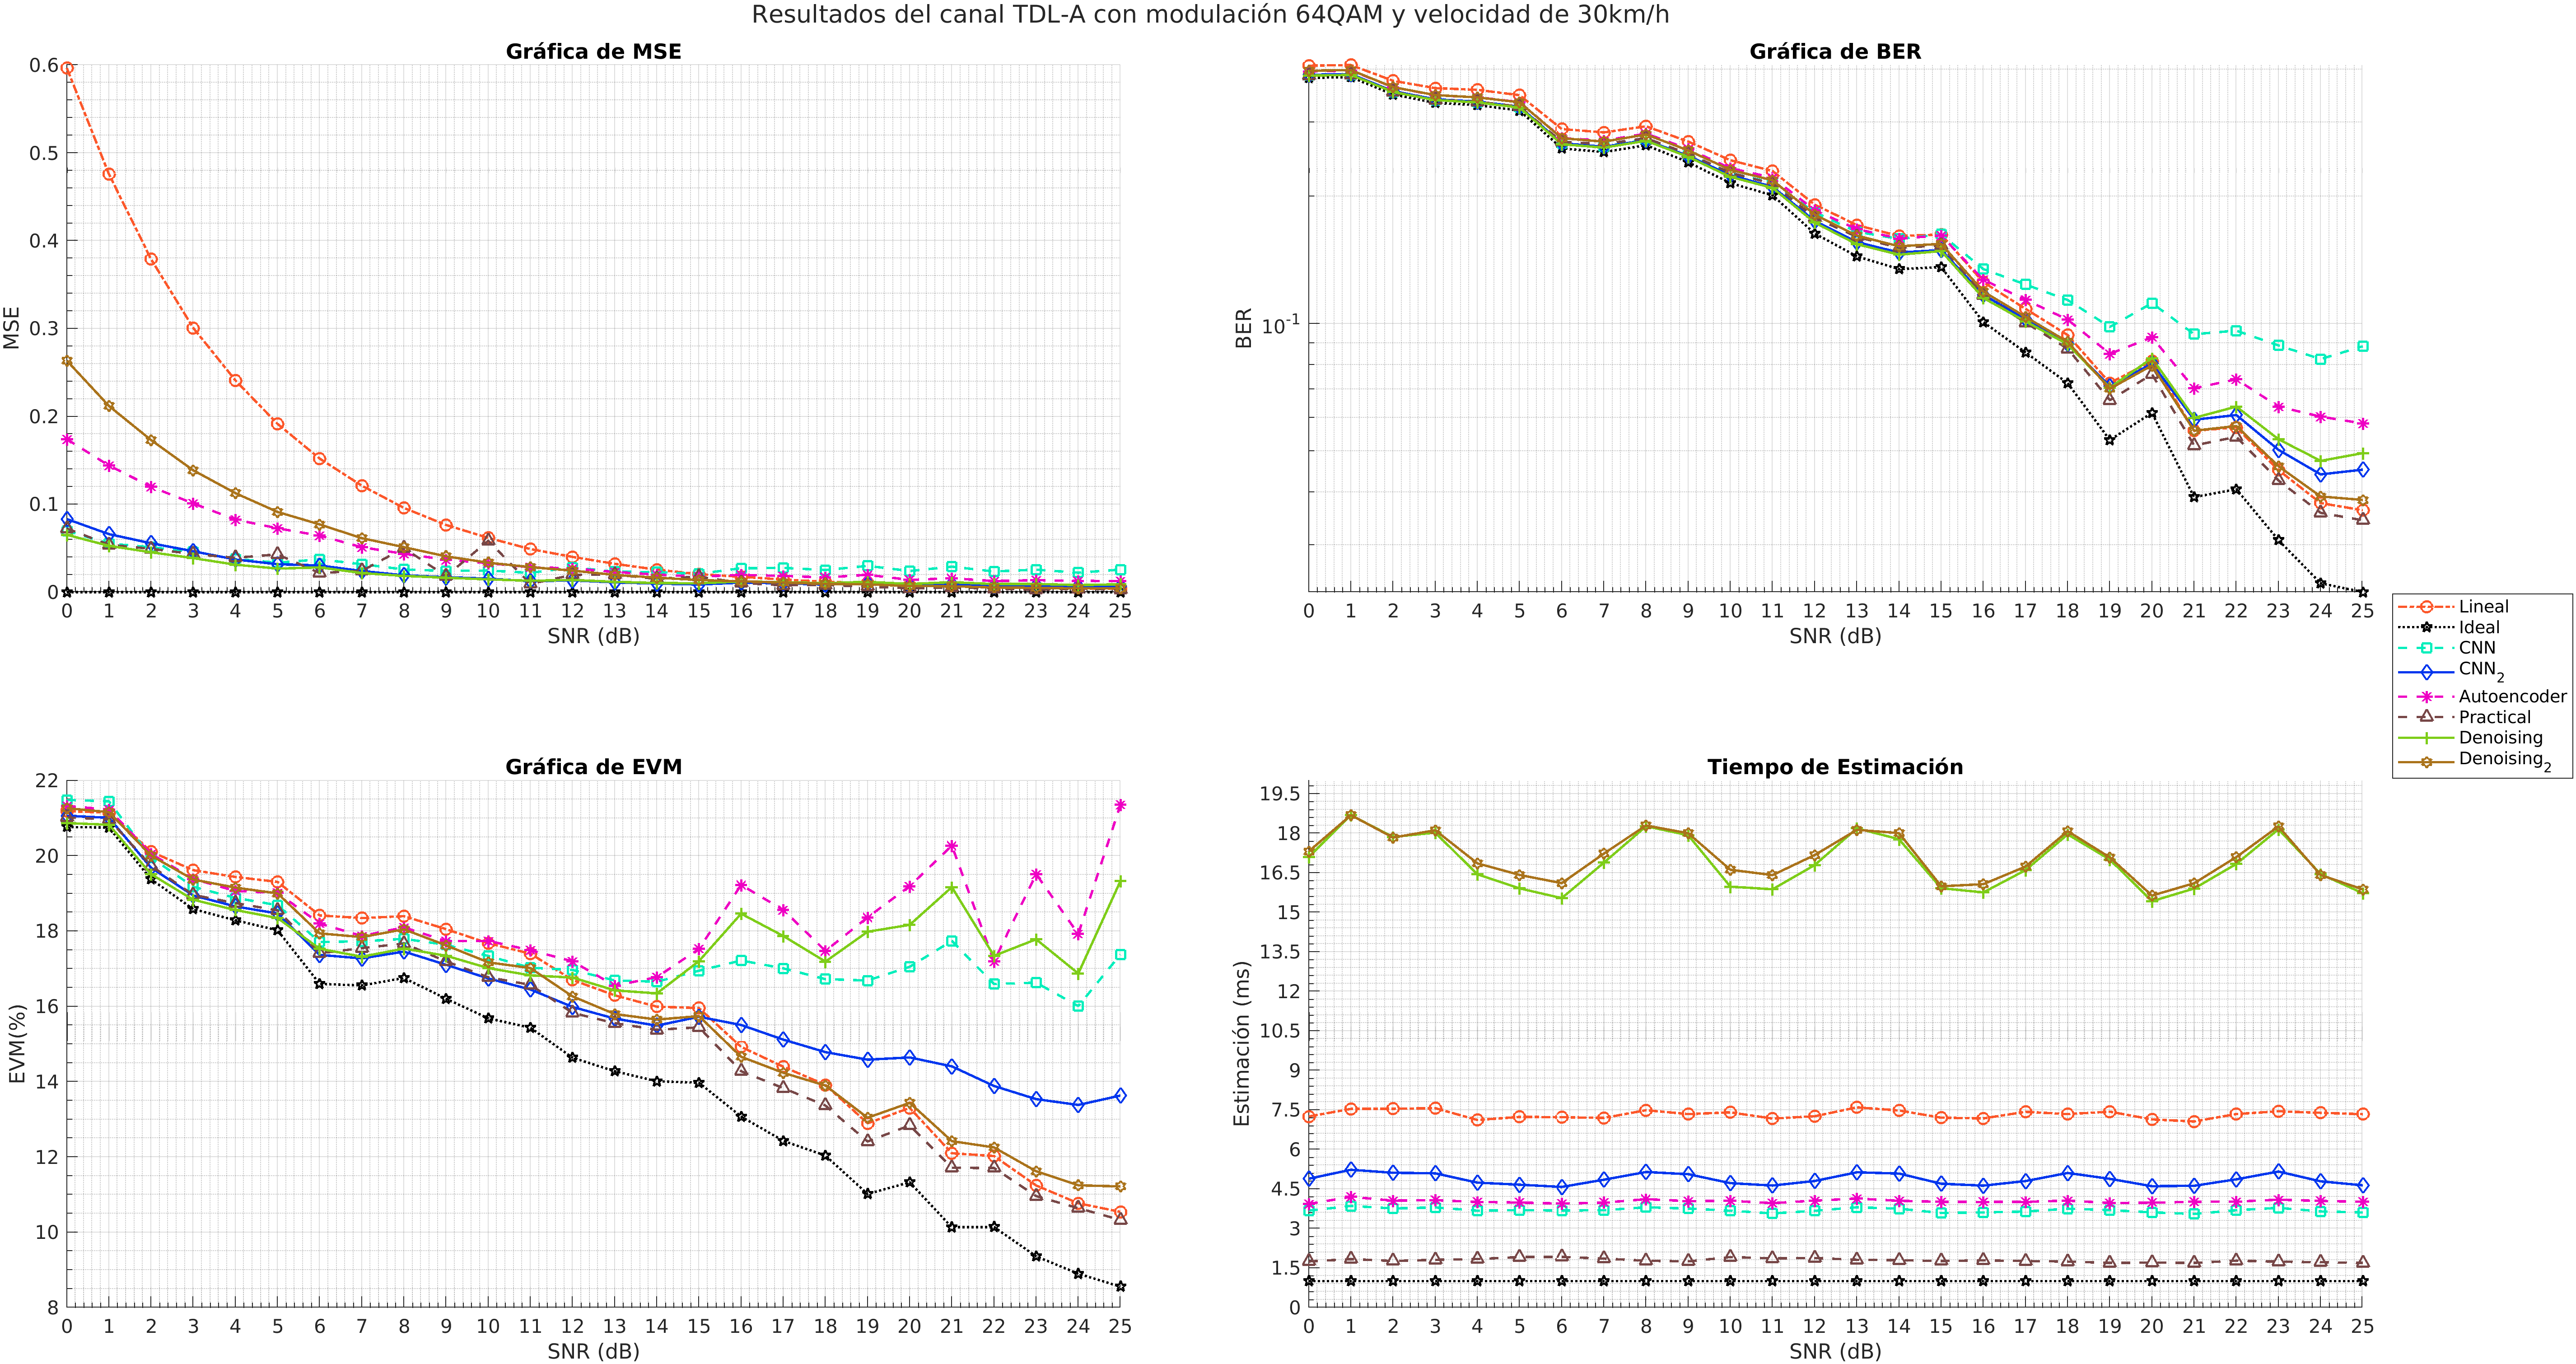 Resultados del canal TDL-A con modulación 64QAM y velocidad de 30km/h
Gráfica de MSE
0.6
0.5
0.4
0.3
0.2
0.1
0
MSE
0 1 2 3 4 5 6 7 8 9 10 11 12 13 14 15 16 17 18 19 20 21 22 23 24 25
SNR (dB)
Gráfica de BER
10-1
BER
0 1 2 3 4 5 6 7 8 9 10 11 12 13 14 15 16 17 18 19 20 21 22 23 24 25
SNR (dB)
Lineal
Ideal
CNN
CNN2
Autoencoder
Practical
Denoising
Denoising2
Gráfica de EVM
22
20
18
16
14
12
10
8
EVM(%)
0 1 2 3 4 5 6 7 8 9 10 11 12 13 14 15 16 17 18 19 20 21 22 23 24 25
SNR (dB)
Tiempo de Estimación
19.5
18
16.5
15
13.5
12
10.5
9
7.5
6
4.5
3
1.5
0
Estimación (ms)
0 1 2 3 4 5 6 7 8 9 10 11 12 13 14 15 16 17 18 19 20 21 22 23 24 25
SNR (dB)